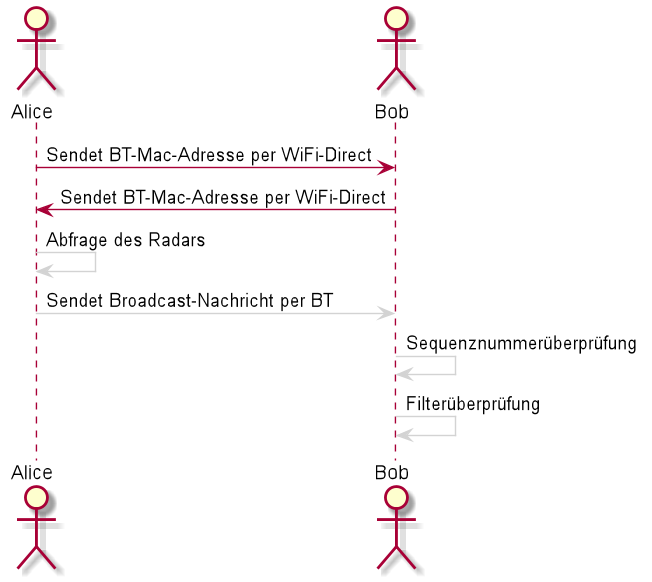 Alice Bob
Sendet BT-Mac-Adresse per WiFi-Direct
Sendet BT-Mac-Adresse per WiFi-Direct
Abfrage des Radars
Sendet Broadcast-Nachricht per BT
Sequenznummerüberprüfung
Filterüberprüfung
Alice Bob